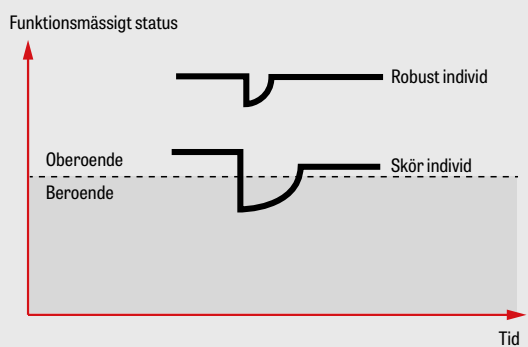 Funktionsmässigt status
Robust individ
Oberoende
Skör individ
Beroende
Tid